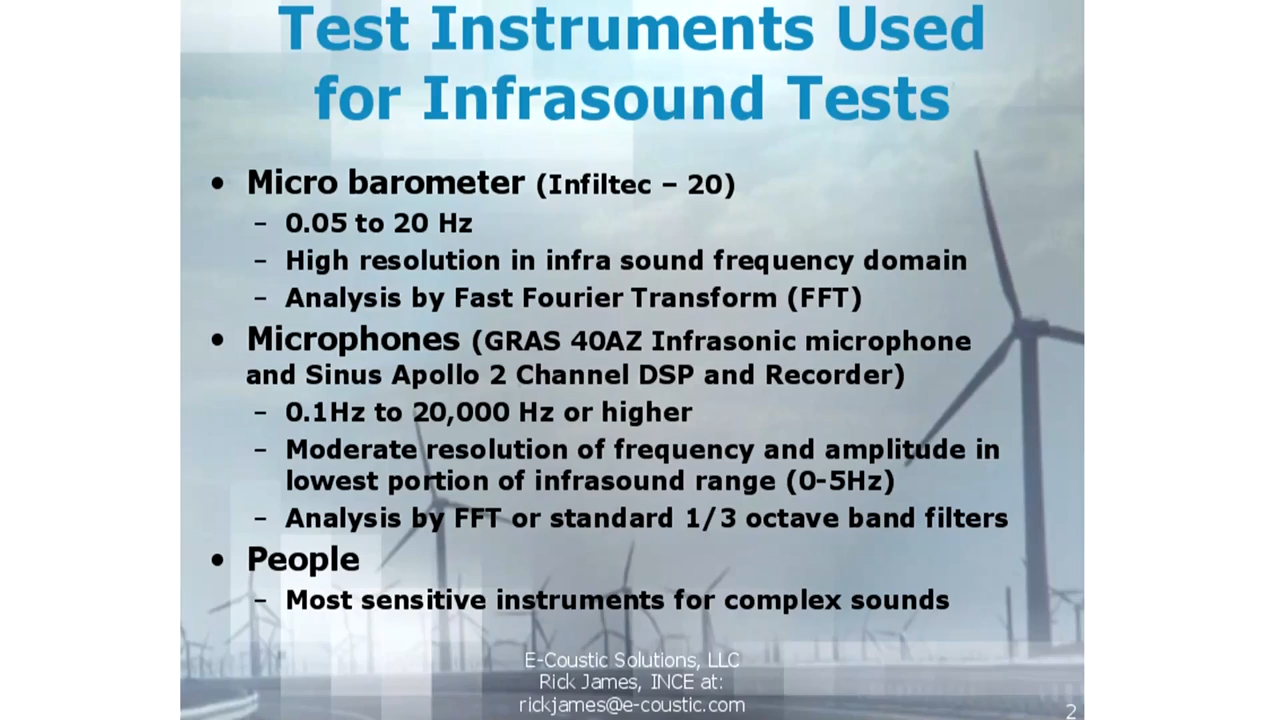 Test Instruments Used
for Infrasound Tests
• Micro barometer (Infiltec – 20)
– 0.05 to 20 Hz
– High resolution in infra sound frequency domain
– Analysis by Fast Fourier Transform (FFT)
• Microphones (GRAS 40AZ Infrasonic microphone
and Sinus Apollo 2 Channel DSP and Recorder)
– 0.1Hz to 20,000 Hz or higher
– Moderate resolution of frequency and amplitude in
lowest portion of infrasound range (0-5Hz)
– Analysis by FFT or standard 1/3 octave band filters
• People
– Most sensitive instruments for complex sounds
E-Coustic Solutions, LLC
Rick James, INCE at:
rickjames@e-coustic.com
2